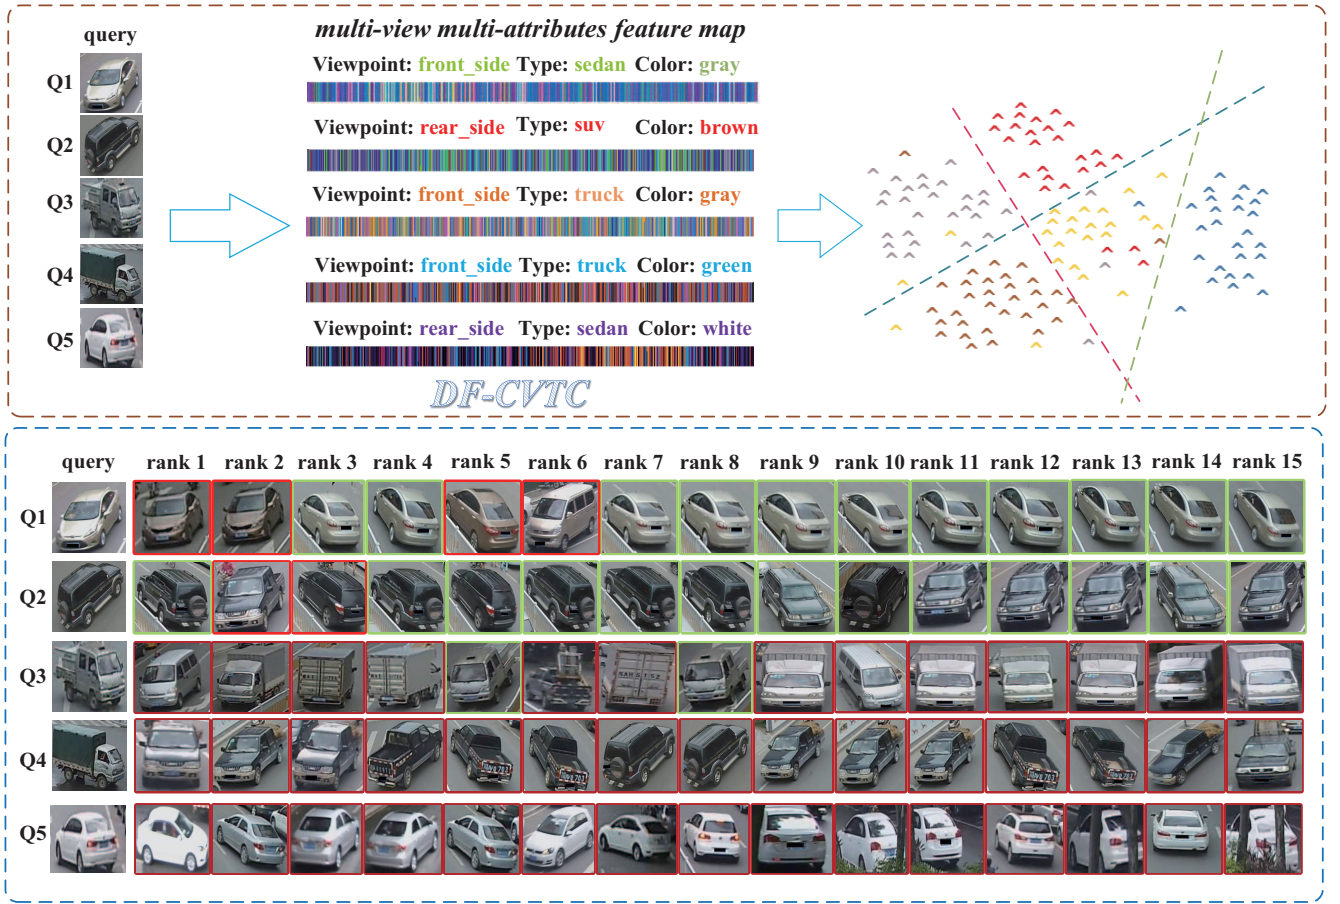 query
multi-view multi-attributes feature map
Q1
Viewpoint: front_side Type: sedan Color: gray
Q2
Viewpoint: rear_side Type: suv Color: brown
Q3
Viewpoint: front_side Type: truck Color: gray
Q4
Viewpoint: front_side Type: truck Color: green
Q5
Viewpoint: rear_side Type: sedan Color: white
DF-CVTC
query rank 1 rank 2 rank 3 rank 4 rank 5 rank 6 rank 7 rank 8 rank 9 rank 10 rank 11 rank 12 rank 13 rank 14 rank 15
Q1
Q2
Q3
Q4
Q5